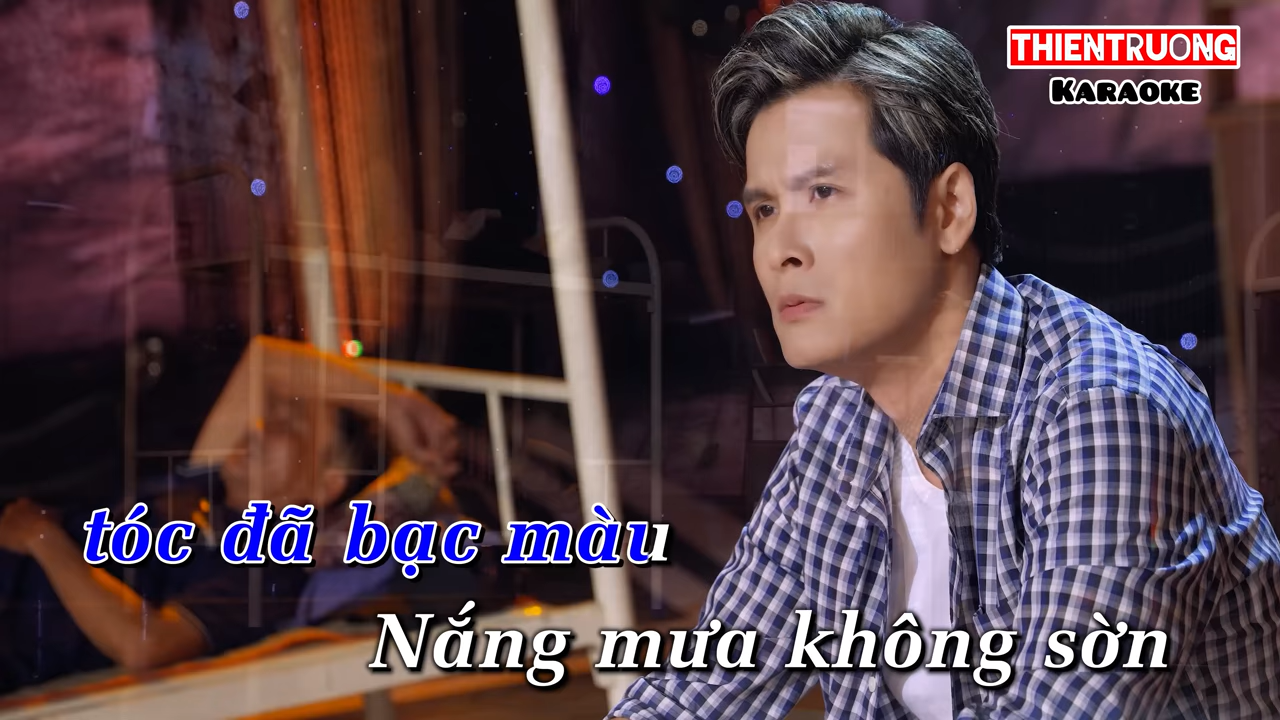 THIENTRUONG
KARAOKE
tóc đã bạc màu
Nắng mưa không sờn